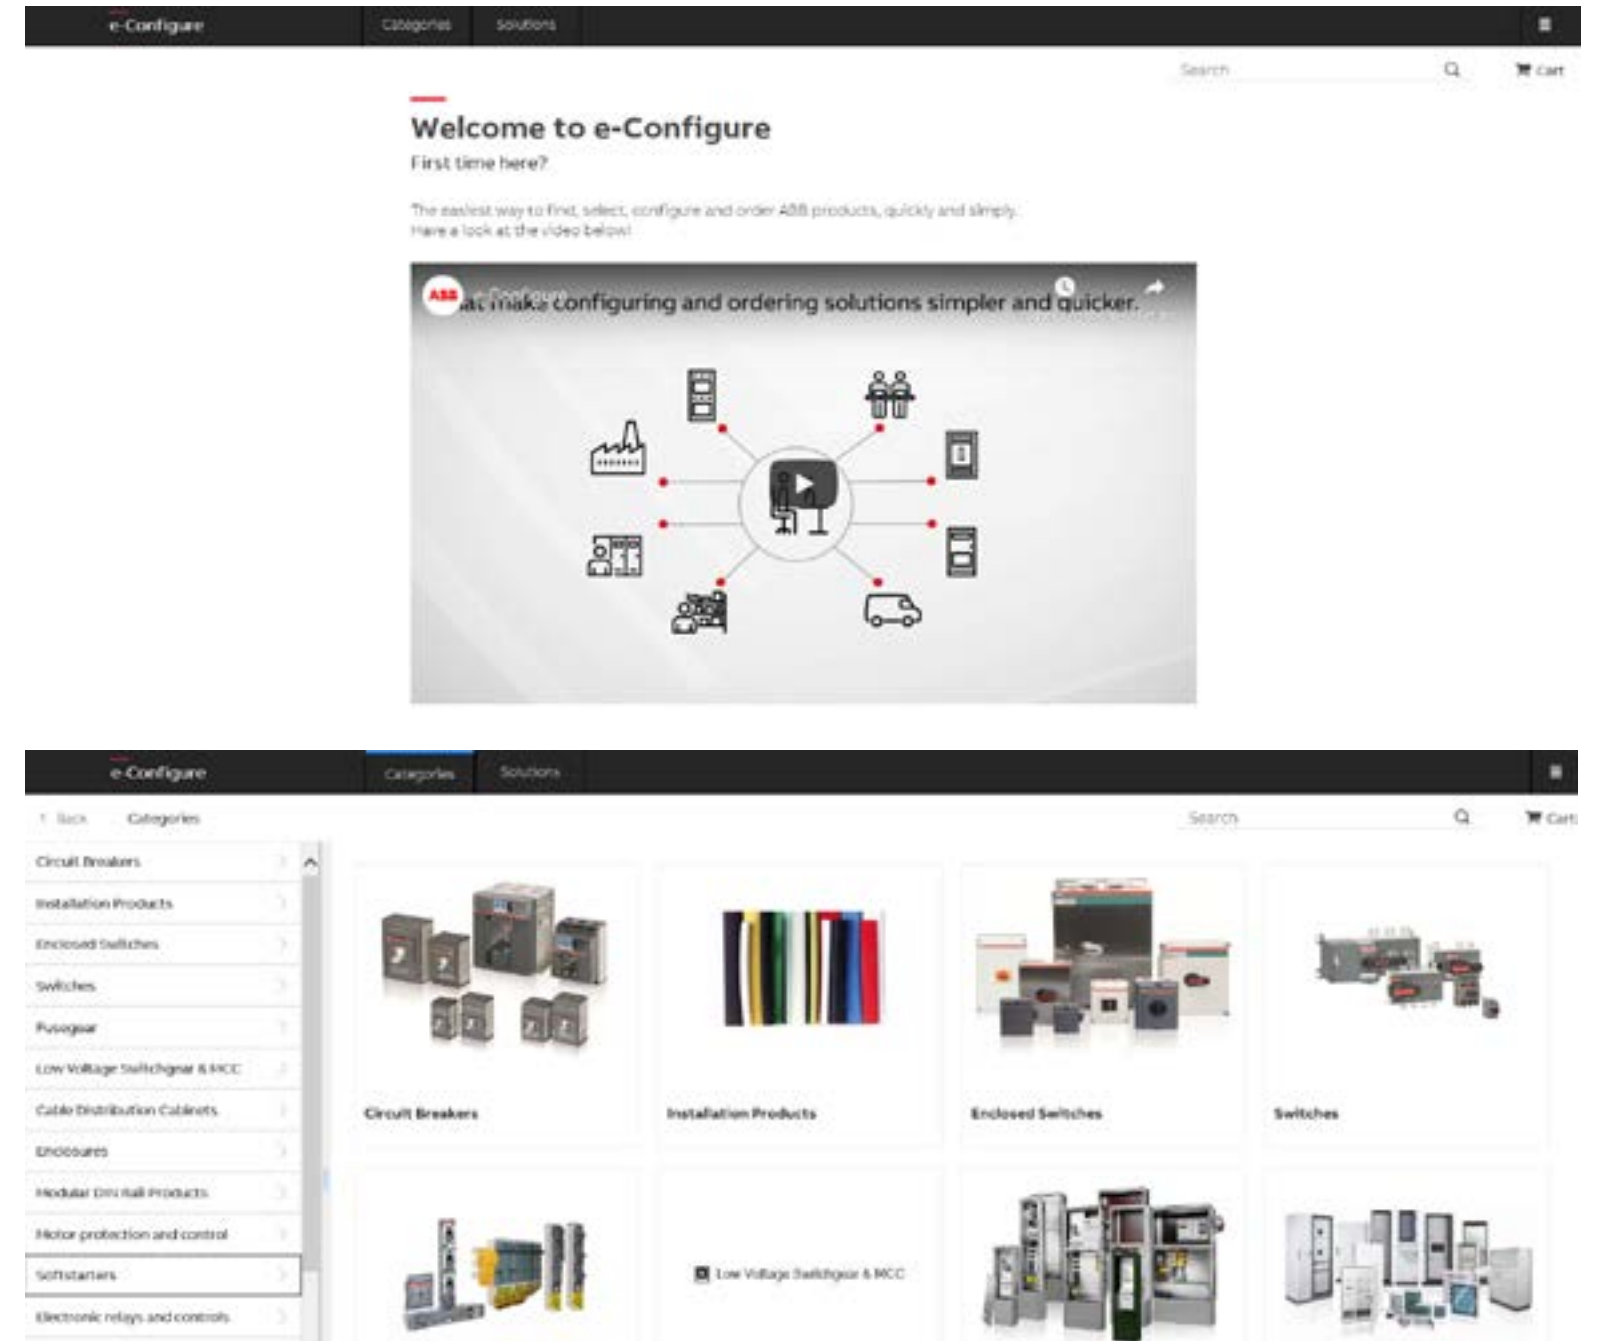 e-Configure
Categories
Solutions
Search
Cart
Welcome to e-Configure
First time here?
The easiest way to find, select, configure and order ABB products, quickly and simply.
Have a look at the video below!
ABB
e-Configure
at make configuring and ordering solutions simpler and quicker.
e-Configure
Categories
Solutions
Back
Categories
Search
Cart
Circuit Breakers
Installation Products
Enclosed Switches
Switches
Fusegear
Low Voltage Switchgear & MCC
Cable Distribution Cabinets
Enclosures
Modular DIN Rail Products
Motor protection and control
Softstarters
Electronic relays and controls
Circuit Breakers
Installation Products
Enclosed Switches
Switches
Low Voltage Switchgear & MCC